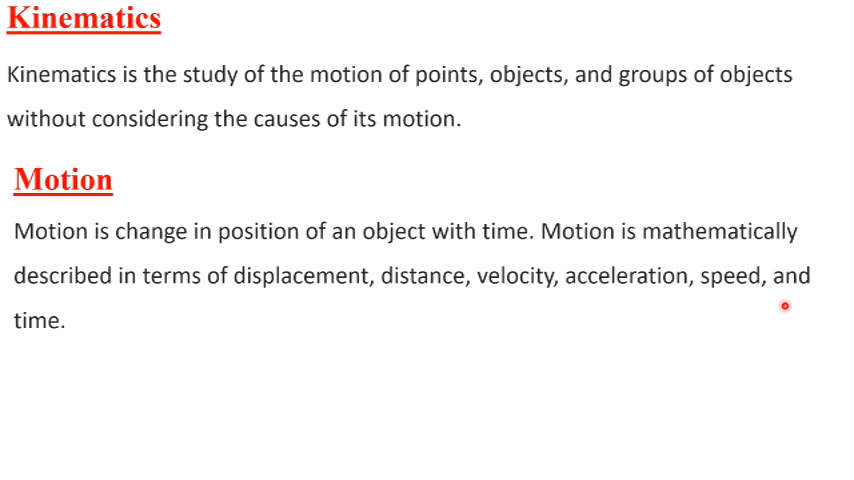 Kinematics
Kinematics is the study of the motion of points, objects, and groups of objects
without considering the causes of its motion.
Motion
Motion is change in position of an object with time. Motion is mathematically
described in terms of displacement, distance, velocity, acceleration, speed, and
time.